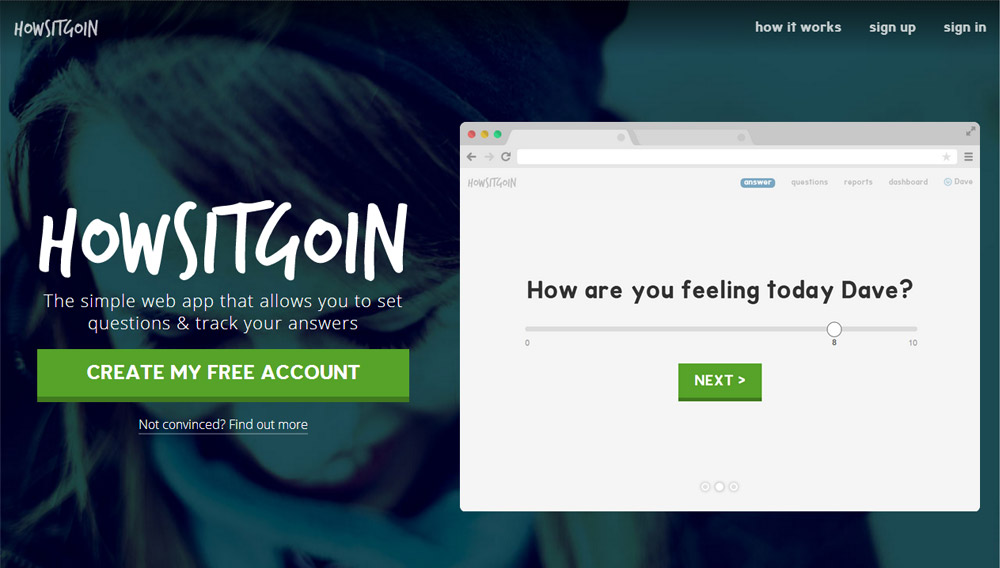 HOWSITGOIN
how it works
sign up
sign in
HOWSITGOIN
The simple web app that allows you to set
questions & track your answers
CREATE MY FREE ACCOUNT
Not convinced? Find out more
HOWSITGOIN
answer
questions
reports
dashboard
Dave
How are you feeling today Dave?
0
8
10
NEXT >